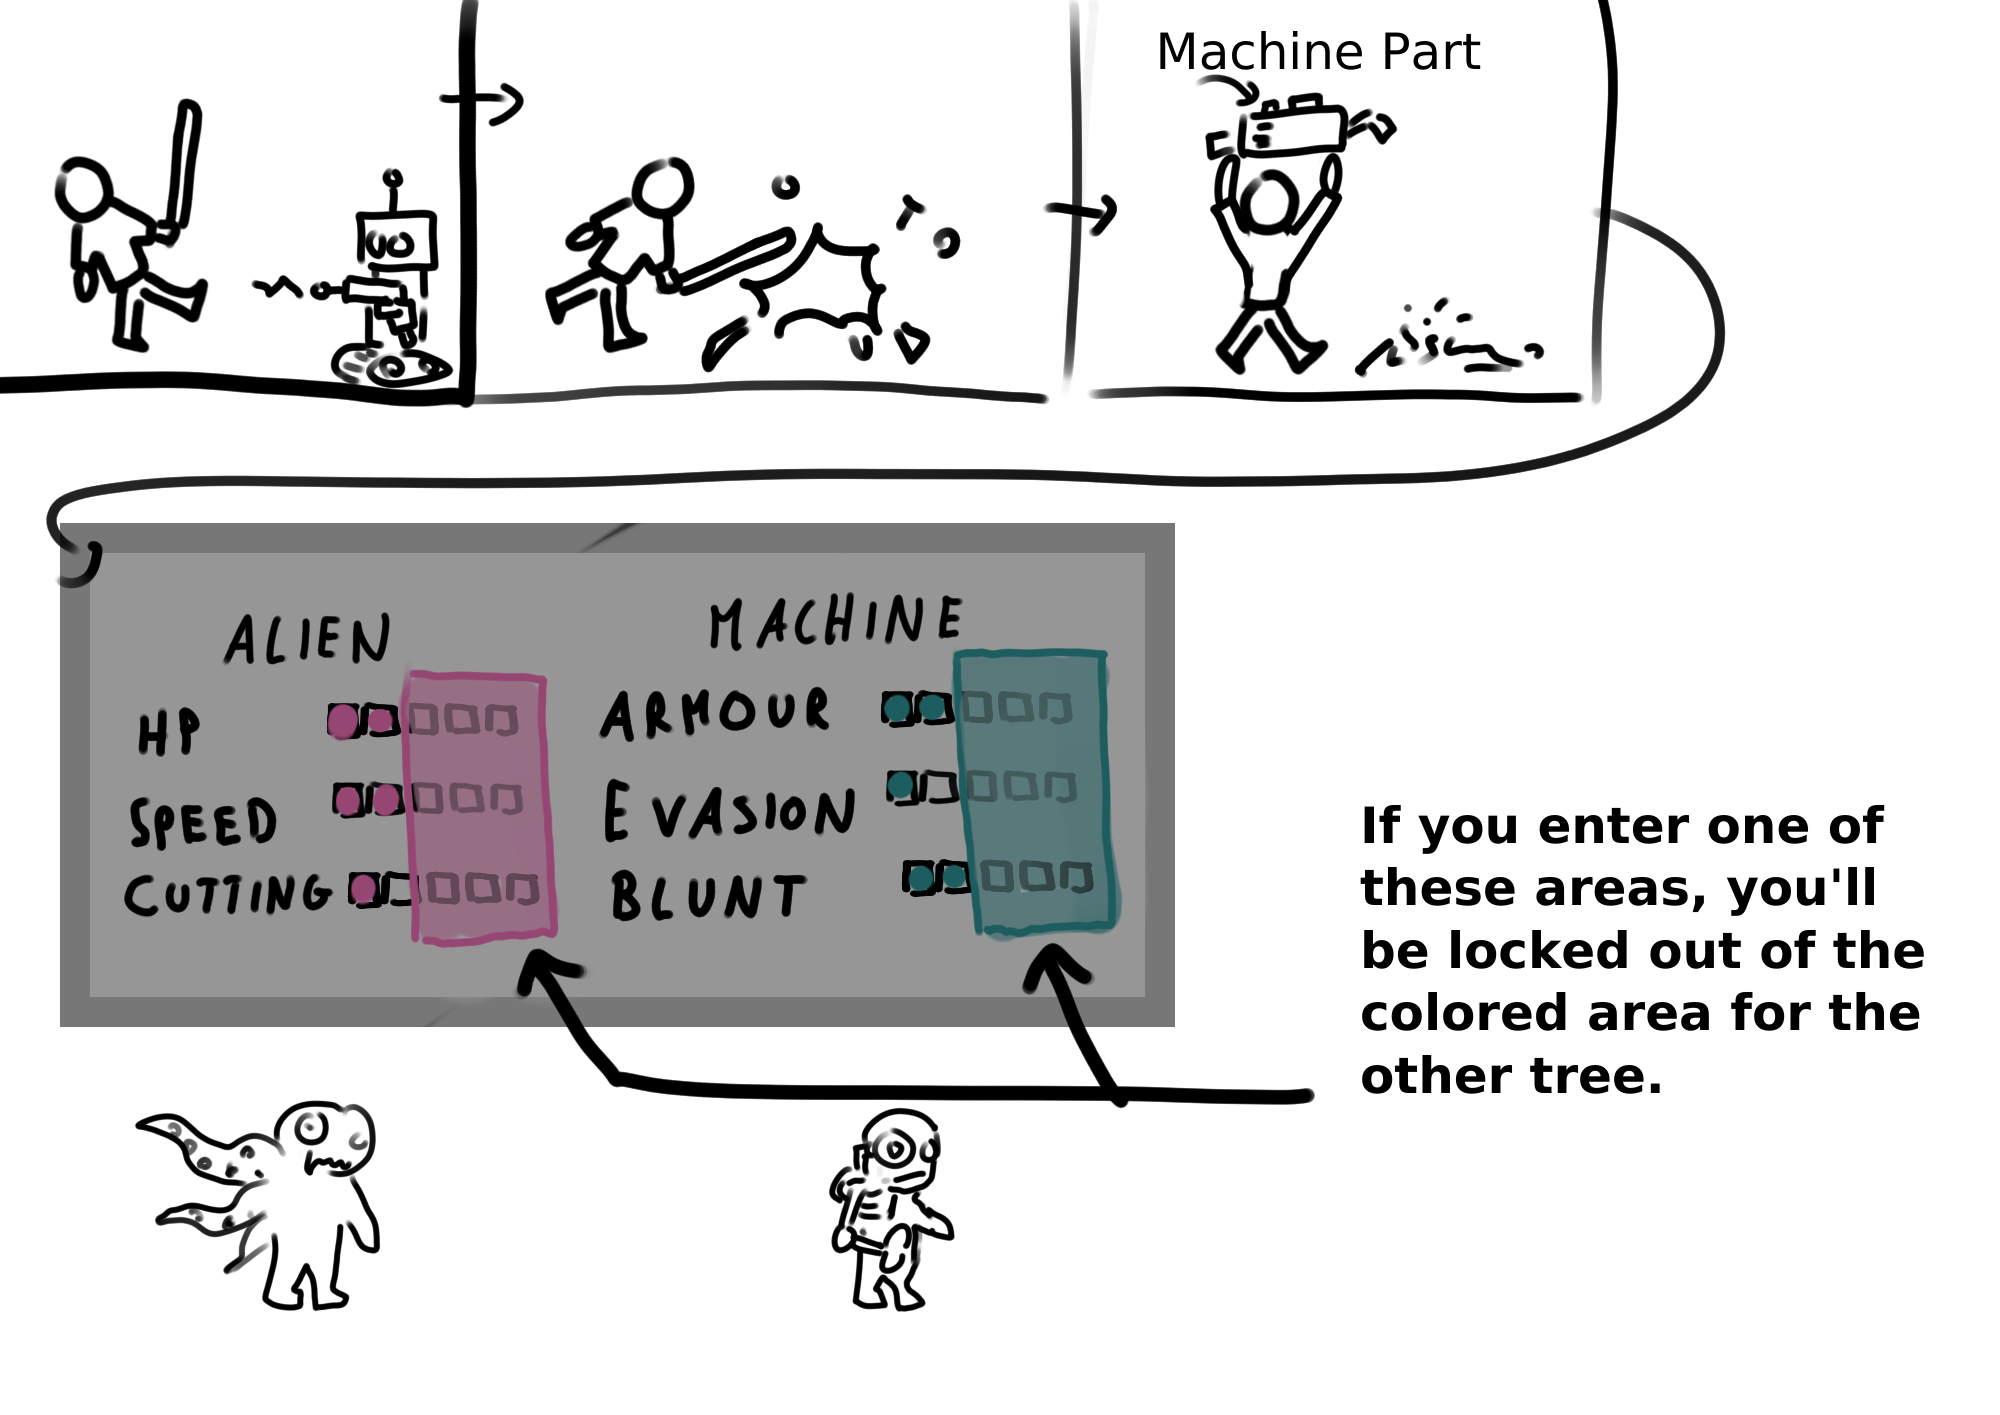 Machine Part
ALIEN
HP
SPEED
CUTTING
MACHINE
ARMOUR
EVASION
BLUNT
If you enter one of
these areas, you'll
be locked out of the
colored area for the
other tree.